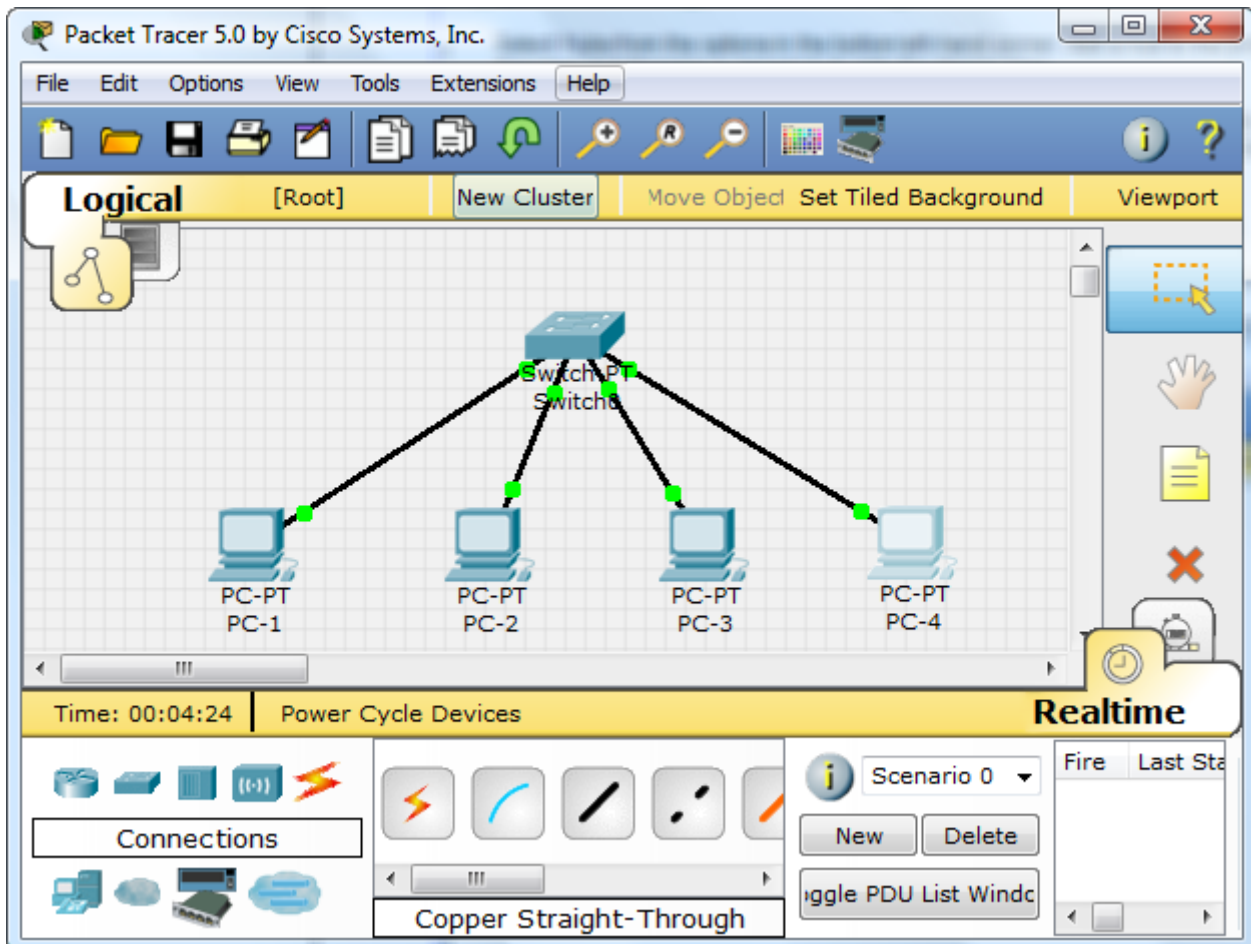 Packet Tracer 5.0 by Cisco Systems, Inc.
File Edit Options View Tools Extensions Help
Logical [Root] New Cluster Move Object Set Tiled Background Viewport
Switch-PT
Switch0
PC-PT PC-PT PC-PT PC-PT
PC-1 PC-2 PC-3 PC-4
Time: 00:04:24 Power Cycle Devices Realtime
Scenario 0 Fire Last Sta
Connections New Delete
oggle PDU List Windo
Copper Straight-Through